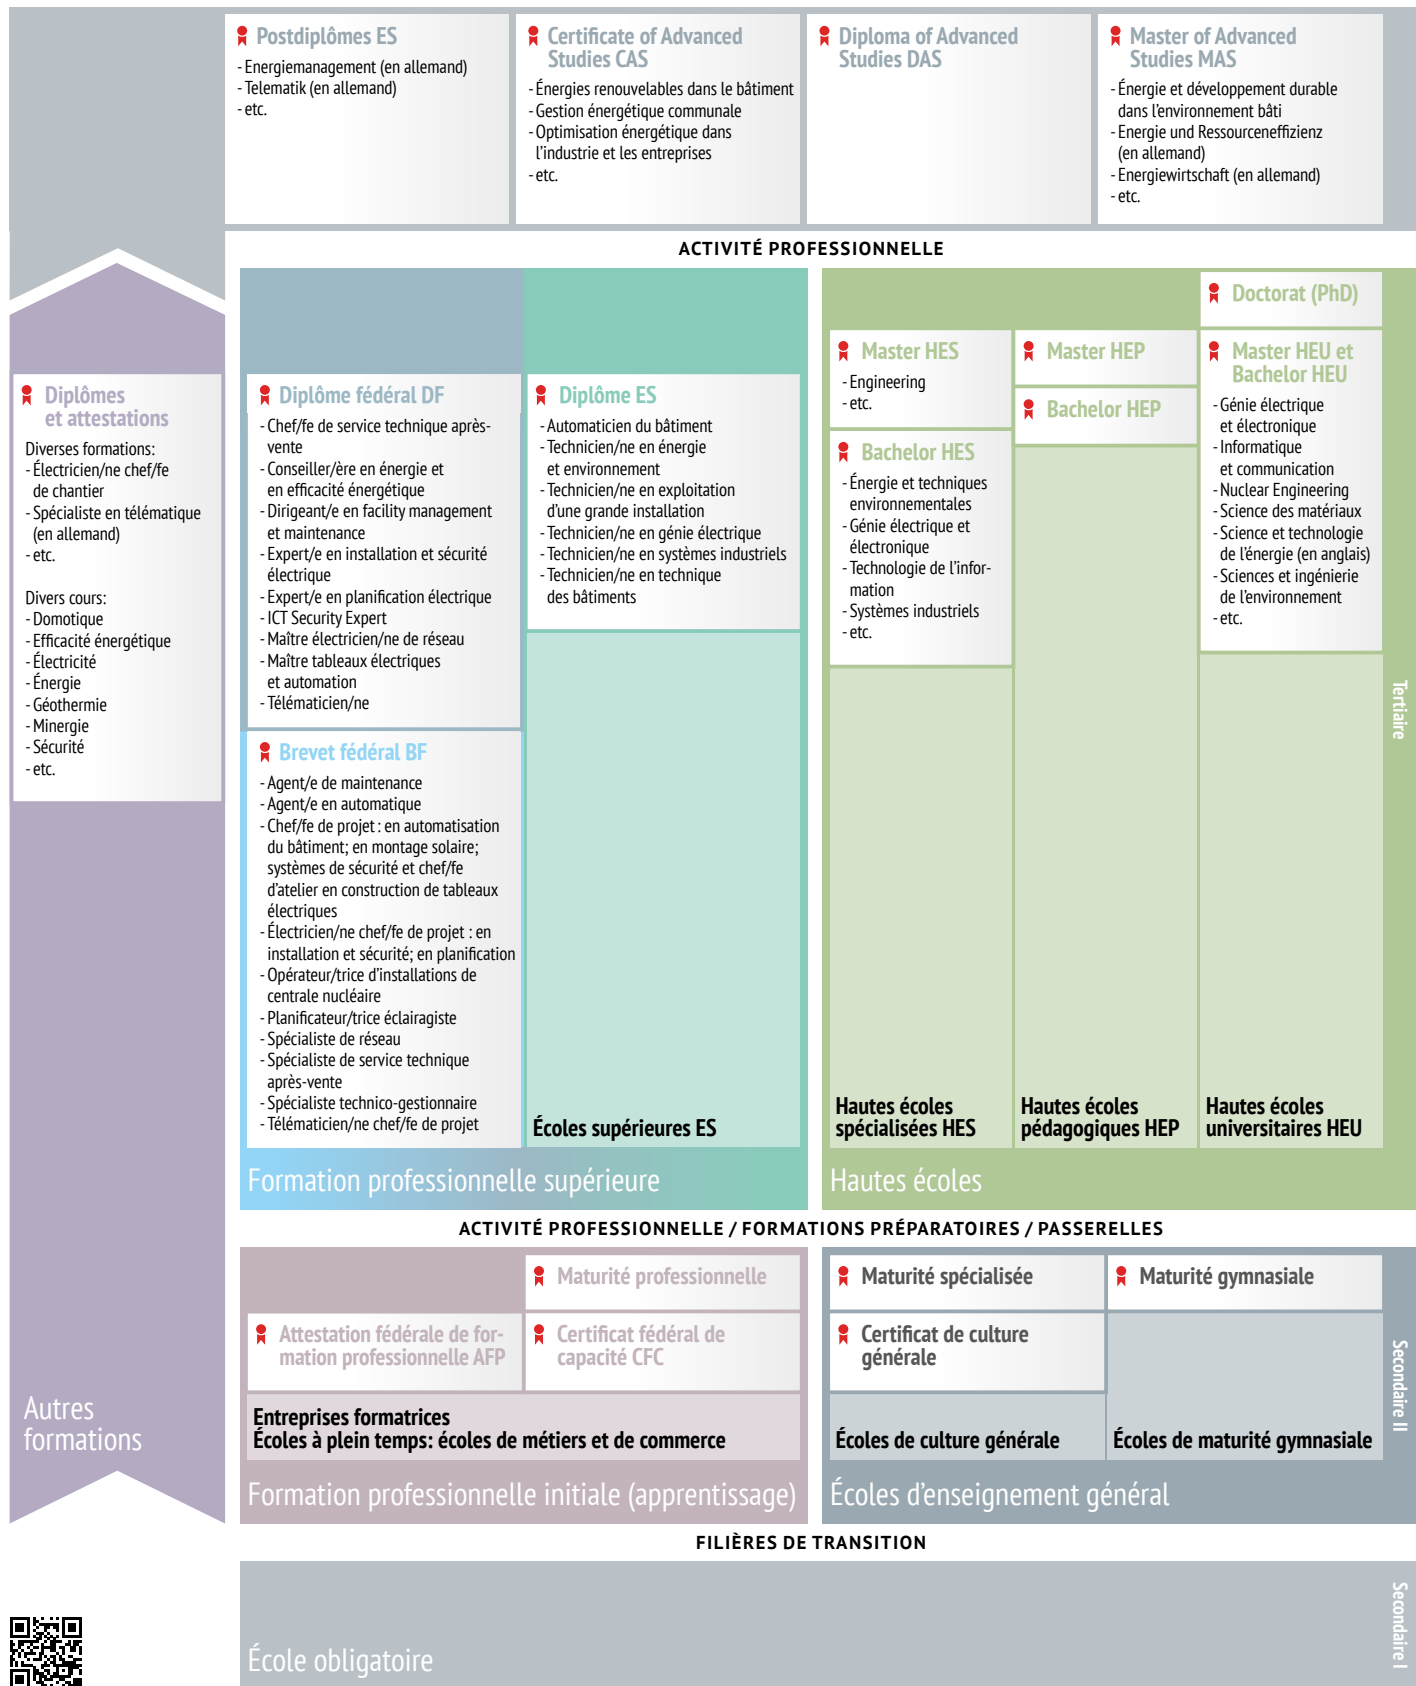 Postdiplômes ES
- Energiemanagement (en allemand)
- Telematik (en allemand)
- etc.
Certificate of Advanced
Studies CAS
- Énergies renouvelables dans le bâtiment
- Gestion énergétique communale
- Optimisation énergétique dans
l'industrie et les entreprises
- etc.
Diploma of Advanced
Studies DAS
Master of Advanced
Studies MAS
- Énergie et développement durable
dans l'environnement bâti
- Energie und Ressourceneffizienz
(en allemand)
- Energiewirtschaft (en allemand)
- etc.
ACTIVITÉ PROFESSIONNELLE
Diplômes
et attestations
Diverses formations:
- Électricien/ne chef/fe
de chantier
- Spécialiste en télématique
(en allemand)
- etc.
Divers cours:
- Domotique
- Efficacité énergétique
- Électricité
- Énergie
- Géothermie
- Minergie
- Sécurité
- etc.
Autres
formations
Diplôme fédéral DF
- Chef/fe de service technique après-
vente
- Conseiller/ère en énergie et
en efficacité énergétique
- Dirigeant/e en facility management
et maintenance
- Expert/e en installation et sécurité
électrique
- Expert/e en planification électrique
- ICT Security Expert
- Maître électricien/ne de réseau
- Maître tableaux électriques
et automation
- Télématicien/ne
Brevet fédéral BF
- Agent/e de maintenance
- Agent/e en automatique
- Chef/fe de projet : en automatisation
du bâtiment; en montage solaire;
systèmes de sécurité et chef/fe
d'atelier en construction de tableaux
électriques
- Électricien/ne chef/fe de projet : en
installation et sécurité; en planification
- Opérateur/trice d'installations de
centrale nucléaire
- Planificateur/trice éclairagiste
- Spécialiste de réseau
- Spécialiste de service technique
après-vente
- Spécialiste technico-gestionnaire
- Télématicien/ne chef/fe de projet
Diplôme ES
- Automaticien du bâtiment
- Technicien/ne en énergie
et environnement
- Technicien/ne en exploitation
d'une grande installation
- Technicien/ne en génie électrique
- Technicien/ne en systèmes industriels
- Technicien/ne en technique
des bâtiments
Écoles supérieures ES
Formation professionnelle supérieure
Master HES
- Engineering
- etc.
Bachelor HES
- Énergie et techniques
environnementales
- Génie électrique et
électronique
- Technologie de l'infor-
mation
- Systèmes industriels
- etc.
Hautes écoles
spécialisées HES
Master HEP
Bachelor HEP
Hautes écoles
pédagogiques HEP
Doctorat (PhD)
Master HEU et
Bachelor HEU
- Génie électrique
et électronique
- Informatique
et communication
- Nuclear Engineering
- Science des matériaux
- Science et technologie
de l'énergie (en anglais)
- Sciences et ingénierie
de l'environnement
- etc.
Hautes écoles
universitaires HEU
Hautes écoles
Tertiaire
ACTIVITÉ PROFESSIONNELLE / FORMATIONS PRÉPARATOIRES / PASSERELLES
Maturité professionnelle
Attestation fédérale de for-
mation professionnelle AFP
Certificat fédéral de
capacité CFC
Entreprises formatrices
Écoles à plein temps: écoles de métiers et de commerce
Formation professionnelle initiale (apprentissage)
Maturité spécialisée
Certificat de culture
générale
Écoles de culture générale
Maturité gymnasiale
Écoles de maturité gymnasiale
Écoles d'enseignement général
Secondaire II
FILIÈRES DE TRANSITION
École obligatoire
Secondaire I